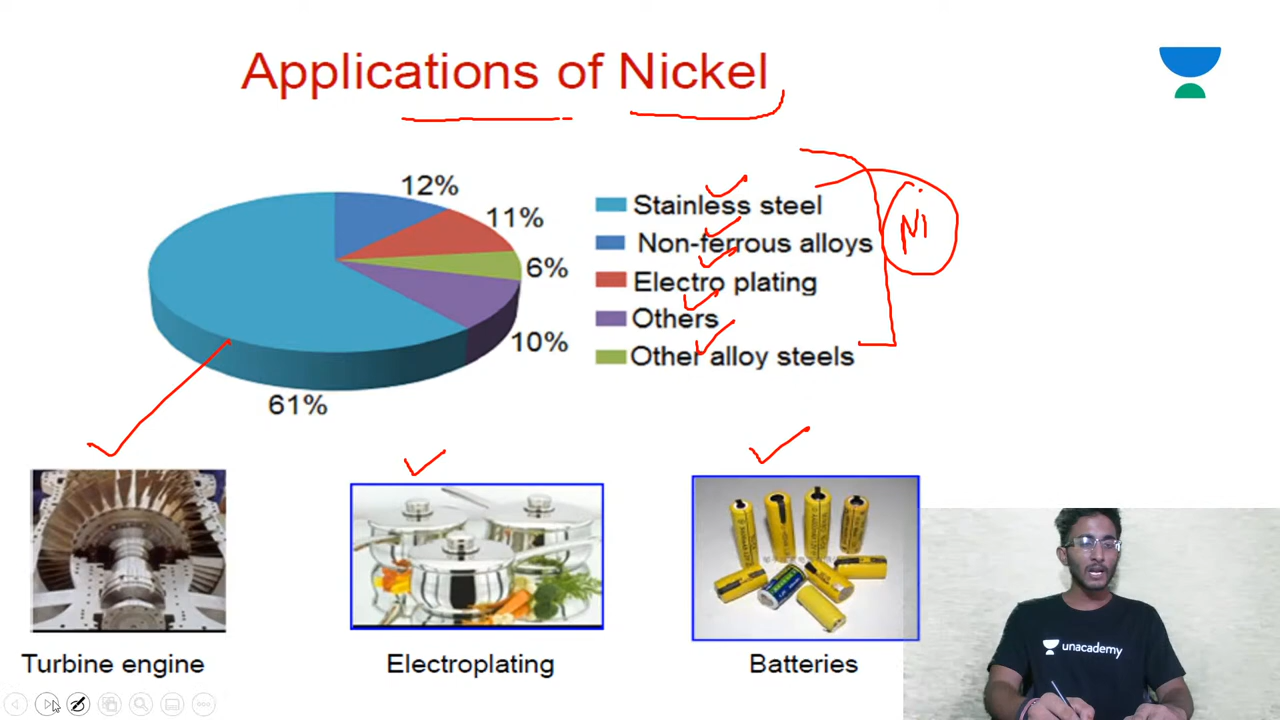 Applications of Nickel
12%
11%
6%
10%
61%
Stainless steel
Non-ferrous alloys
Electro plating
Others
Other alloy steels
Ni
Turbine engine
Electroplating
Batteries
unacademy